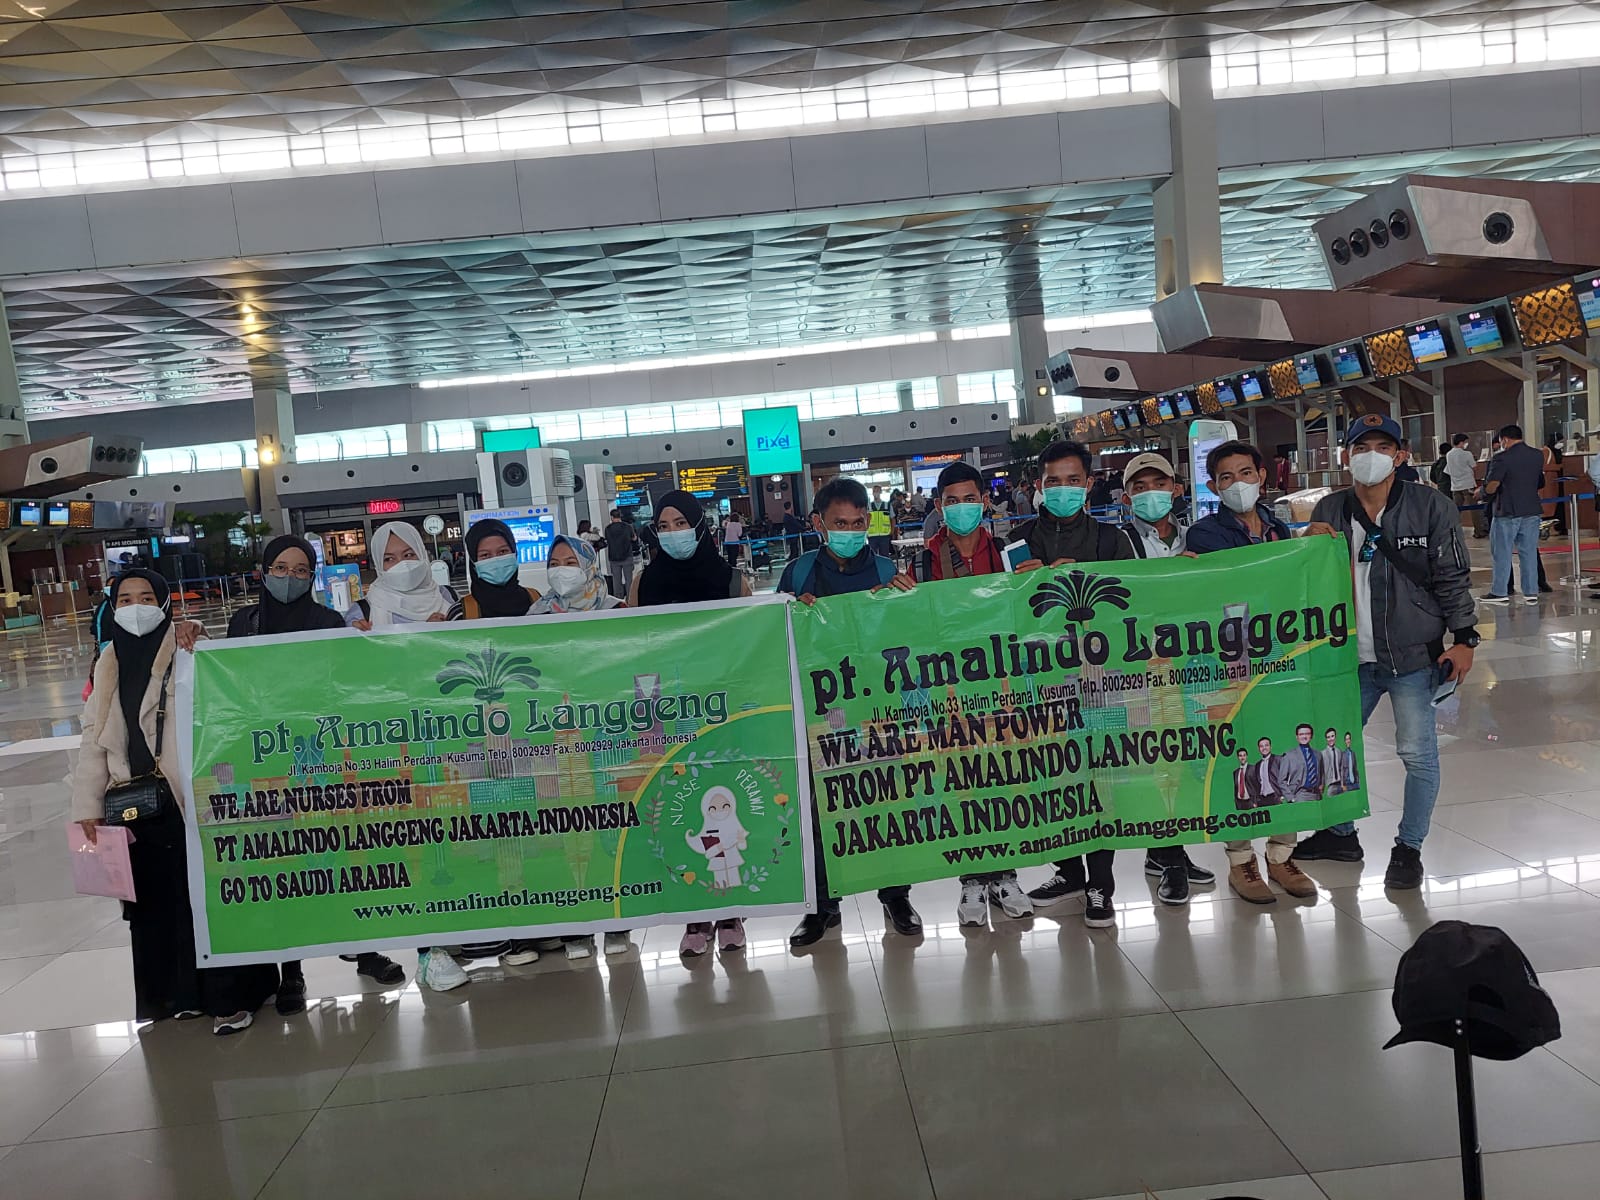 Pixel
DELICO
INFORMATION
pt. Amalindo Langgeng
Jl. Kamboja No.33 Halim Perdana Kusuma Telp. 8002929 Fax. 8002929 Jakarta Indonesia
WE ARE NURSES FROM
PT AMALINDO LANGGENG JAKARTA-INDONESIA
GO TO SAUDI ARABIA
www. amalindolanggeng.com
NURSE
PERAWAT
pt. Amalindo Langgeng
Jl. Kamboja No.33 Halim Perdana Kusuma Telp. 8002929 Fax. 8002929 Jakarta Indonesia
WE ARE MAN POWER
FROM PT AMALINDO LANGGENG
JAKARTA INDONESIA
www. amalindolanggeng.com